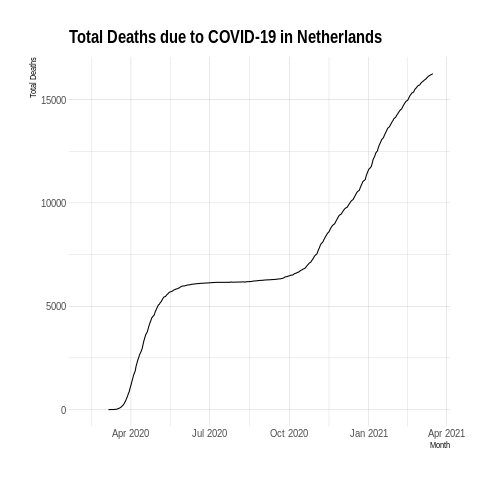 Total Deaths due to COVID-19 in Netherlands
Total Deaths
15000
10000
5000
0
Apr 2020 Jul 2020 Oct 2020 Jan 2021 Apr 2021
Month